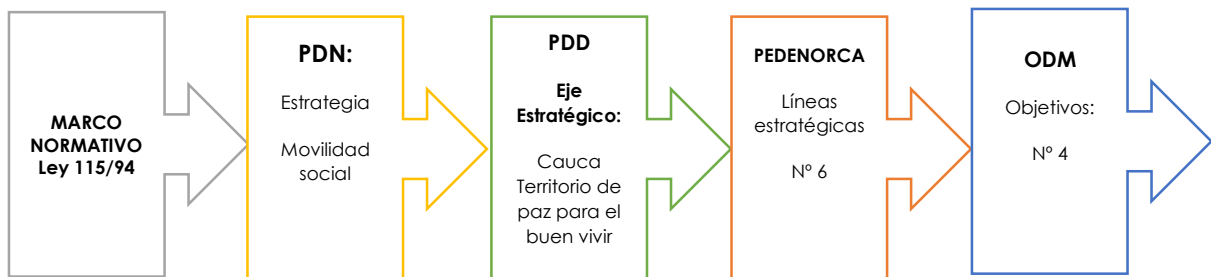 MARCO
NORMATIVO
Ley 115/94
PDN:
Estrategia
Movilidad
social
PDD
Eje
Estratégico:
Cauca
Territorio de
paz para el
buen vivir
PEDENORCA
Líneas
estratégicas
Nº 6
ODM
Objetivos:
Nº 4